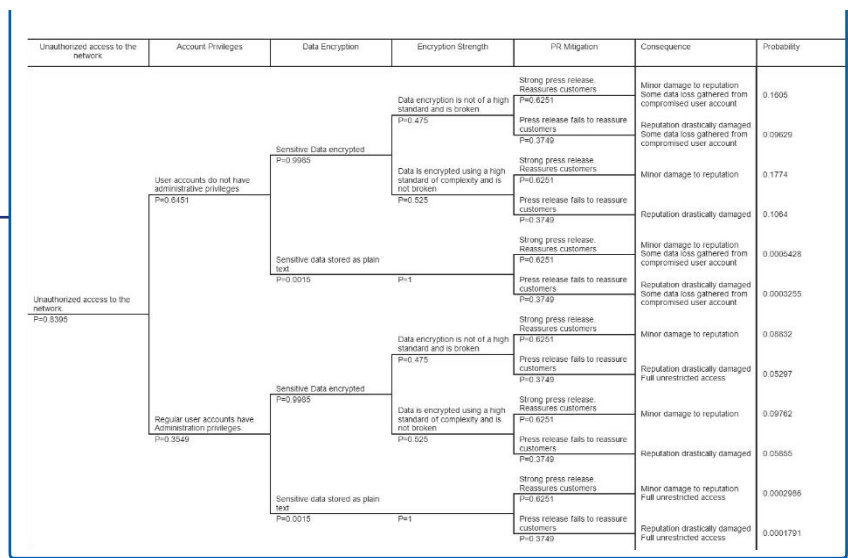 Unauthorized access to the
network
Account Privileges
Data Encryption
Encryption Strength
PR Mitigation
Consequence
Probability
Unauthorized access to the
network.
P=0.8395
User accounts do not have
administrative privileges
P=0.6451
Sensitive Data encrypted
P=0.9985
Data encryption is not of a high
standard and is broken
P=0.475
Strong press release.
Reassures customers
P=0.6251
Minor damage to reputation
Some data loss gathered from
compromised user account
0.1605
Press release fails to reassure
customers
P=0.3749
Reputation drastically damaged
Some data loss gathered from
compromised user account
0.09629
Data is encrypted using a high
standard of complexity and is
not broken
P=0.525
Strong press release.
Reassures customers
P=0.6251
Minor damage to reputation
0.1774
Press release fails to reassure
customers
P=0.3749
Reputation drastically damaged
0.1064
Sensitive data stored as plain
text
P=0.0015
P=1
Strong press release.
Reassures customers
P=0.6251
Minor damage to reputation
Some data loss gathered from
compromised user account
0.0005428
Press release fails to reassure
customers
P=0.3749
Reputation drastically damaged
Some data loss gathered from
compromised user account
0.0003255
Regular user accounts have
Administration privileges.
P=0.3549
Sensitive Data encrypted
P=0.9985
Data encryption is not of a high
standard and is broken
P=0.475
Strong press release.
Reassures customers
P=0.6251
Minor damage to reputation
0.08832
Press release fails to reassure
customers
P=0.3749
Reputation drastically damaged
Full unrestricted access
0.05297
Data is encrypted using a high
standard of complexity and is
not broken
P=0.525
Strong press release.
Reassures customers
P=0.6251
Minor damage to reputation
0.09762
Press release fails to reassure
customers
P=0.3749
Reputation drastically damaged
0.05855
Sensitive data stored as plain
text
P=0.0015
P=1
Strong press release.
Reassures customers
P=0.6251
Minor damage to reputation
Full unrestricted access
0.0002986
Press release fails to reassure
customers
P=0.3749
Reputation drastically damaged
Full unrestricted access
0.0001791